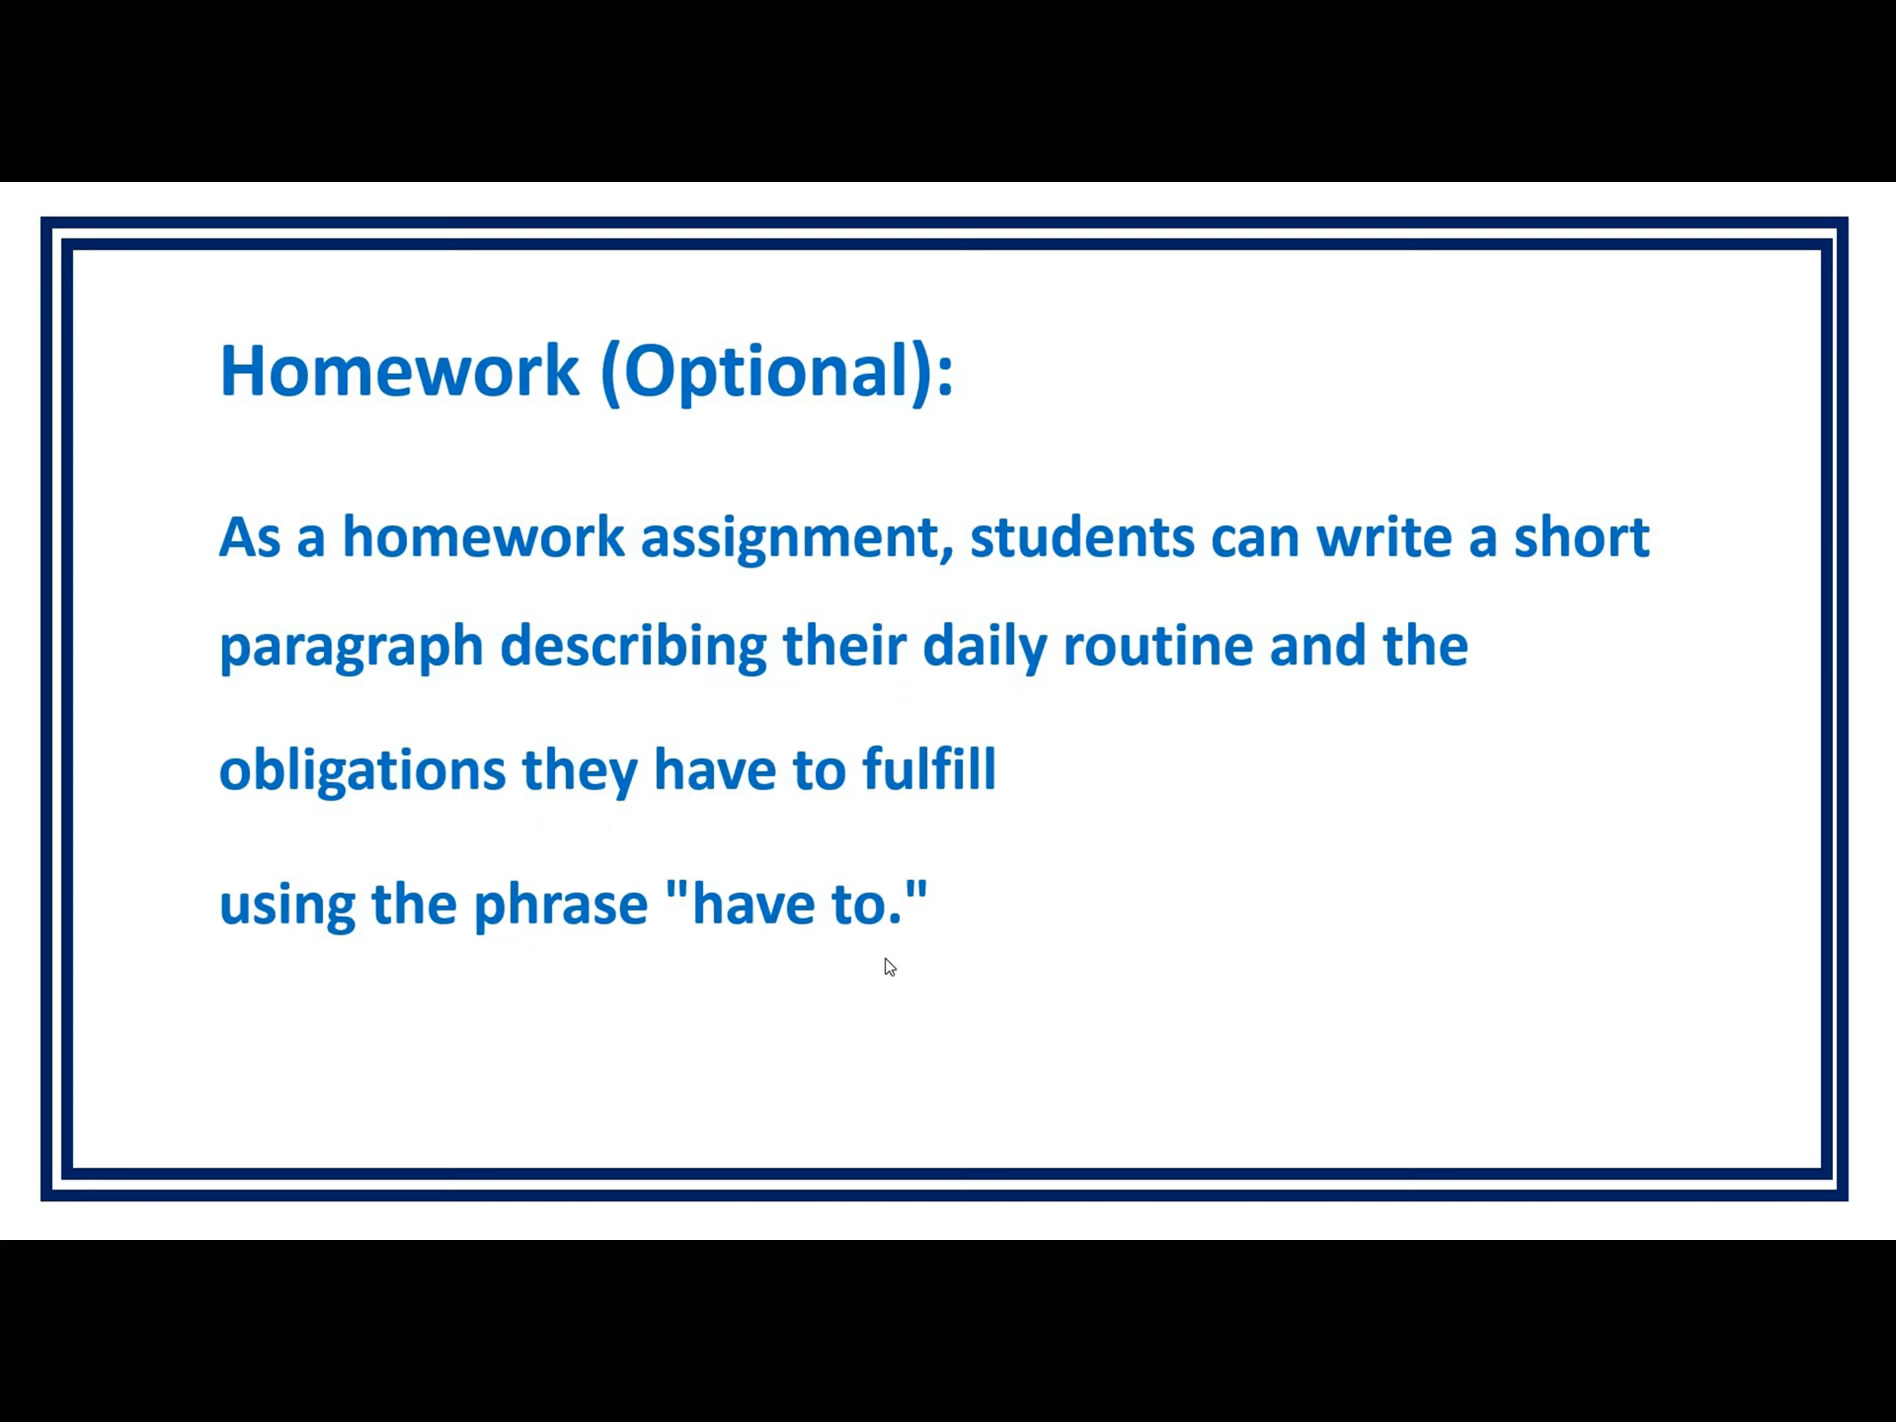 Homework (Optional):
As a homework assignment, students can write a short
paragraph describing their daily routine and the
obligations they have to fulfill
using the phrase "have to."